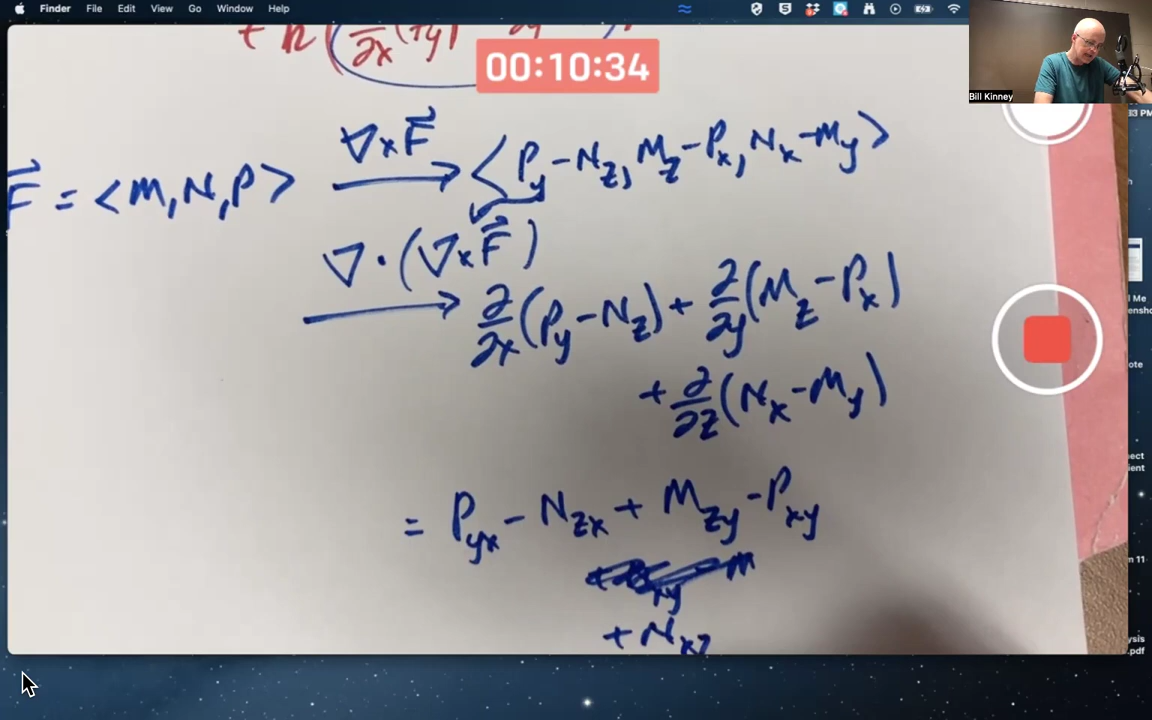 Finder File Edit View Go Window Help
00:10:34
Bill Kinney
∇×F⃗
F⃗ = <M,N,P> → <P_y - N_z, M_z - P_x, N_x - M_y>
∇·(∇×F⃗)
→ ∂/∂x(P_y - N_z) + ∂/∂y(M_z - P_x)
+ ∂/∂z(N_x - M_y)
= P_yx - N_zx + M_zy - P_xy
+ N_xz